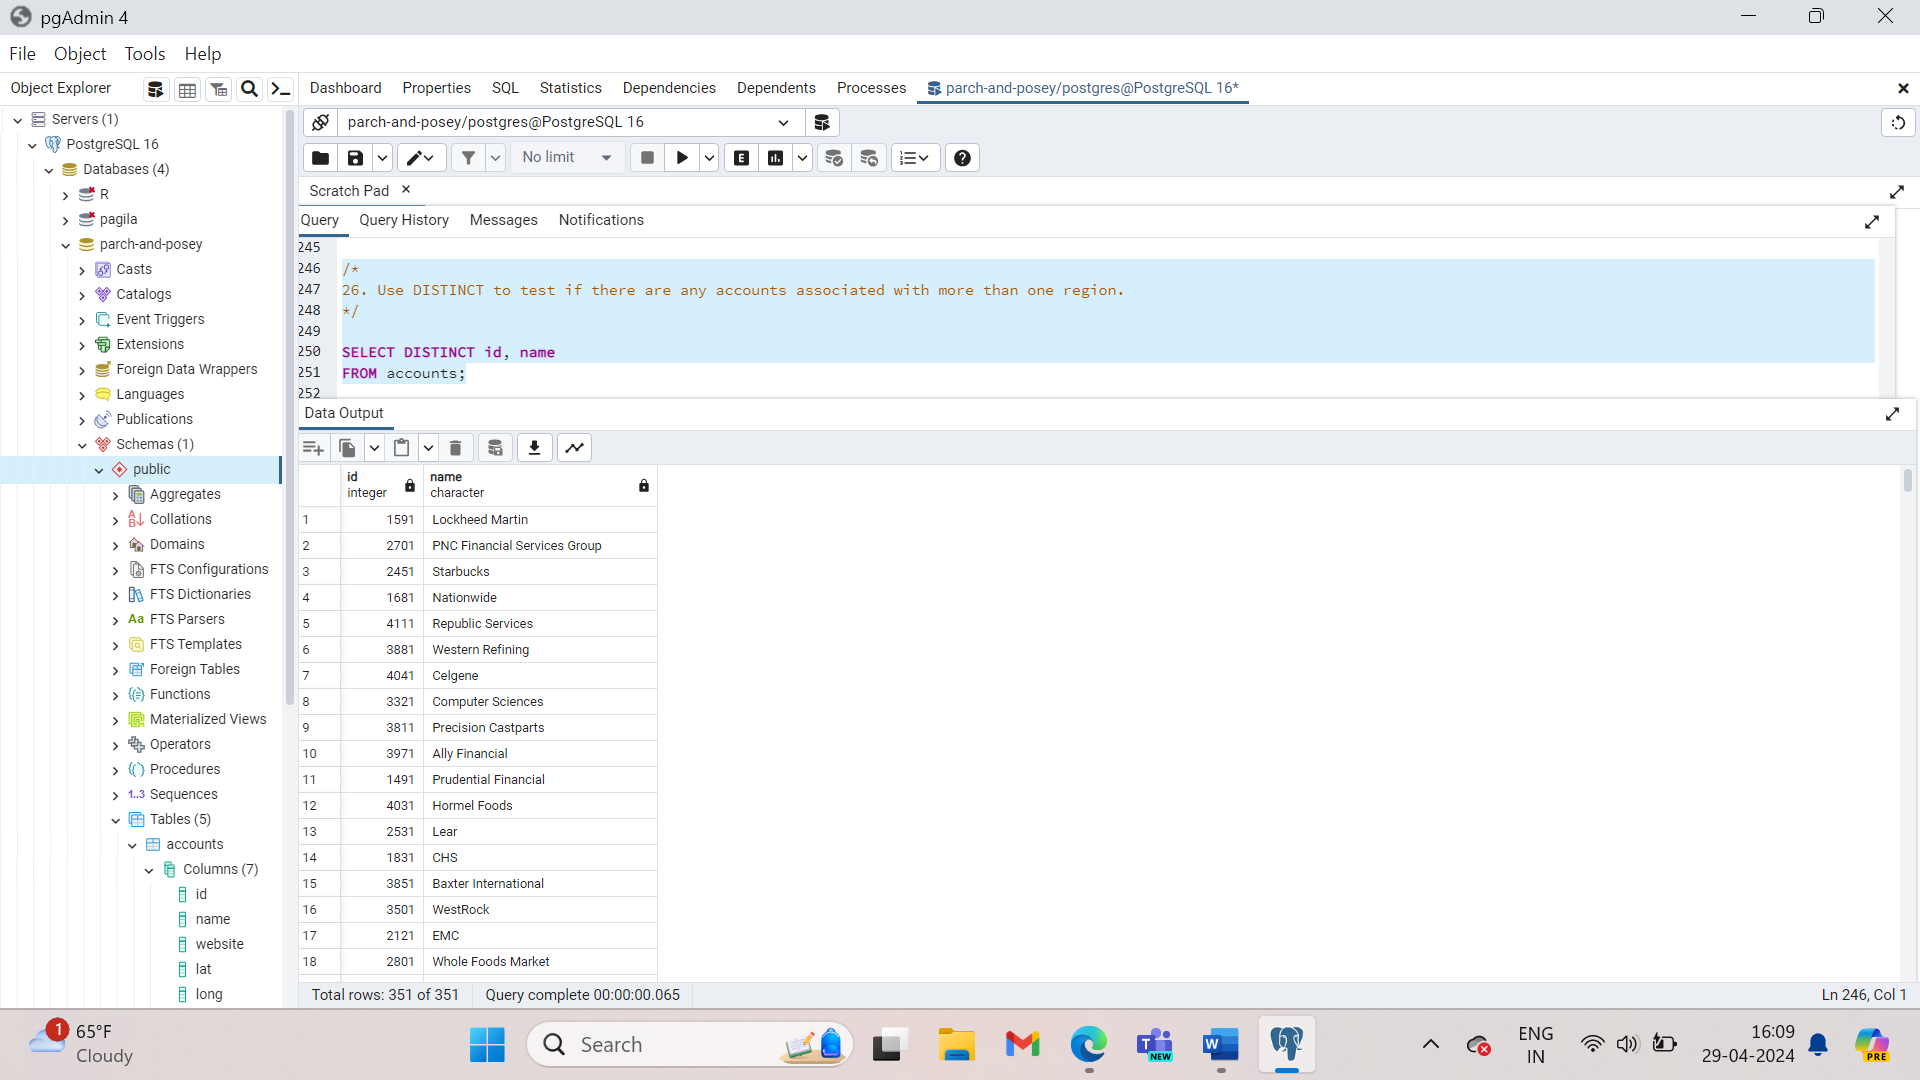 pgAdmin 4
File Object Tools Help
Object Explorer
Dashboard Properties SQL Statistics Dependencies Dependents Processes parch-and-posey/postgres@PostgreSQL 16*
Servers (1)
PostgreSQL 16
Databases (4)
R
pagila
parch-and-posey
Casts
Catalogs
Event Triggers
Extensions
Foreign Data Wrappers
Languages
Publications
Schemas (1)
public
Aggregates
Collations
Domains
FTS Configurations
FTS Dictionaries
Aa FTS Parsers
FTS Templates
Foreign Tables
Functions
Materialized Views
Operators
Procedures
1..3 Sequences
Tables (5)
accounts
Columns (7)
id
name
website
lat
long
parch-and-posey/postgres@PostgreSQL 16
No limit
E
Scratch Pad
Query Query History Messages Notifications
245
246 /*
247 26. Use DISTINCT to test if there are any accounts associated with more than one region.
248 */
249
250 SELECT DISTINCT id, name
251 FROM accounts;
252
Data Output
id name
integer character
1 1591 Lockheed Martin
2 2701 PNC Financial Services Group
3 2451 Starbucks
4 1681 Nationwide
5 4111 Republic Services
6 3881 Western Refining
7 4041 Celgene
8 3321 Computer Sciences
9 3811 Precision Castparts
10 3971 Ally Financial
11 1491 Prudential Financial
12 4031 Hormel Foods
13 2531 Lear
14 1831 CHS
15 3851 Baxter International
16 3501 WestRock
17 2121 EMC
18 2801 Whole Foods Market
Total rows: 351 of 351 Query complete 00:00:00.065 Ln 246, Col 1
1 65°F
Cloudy
Search
T
NEW
W
ENG
IN
16:09
29-04-2024
PRE